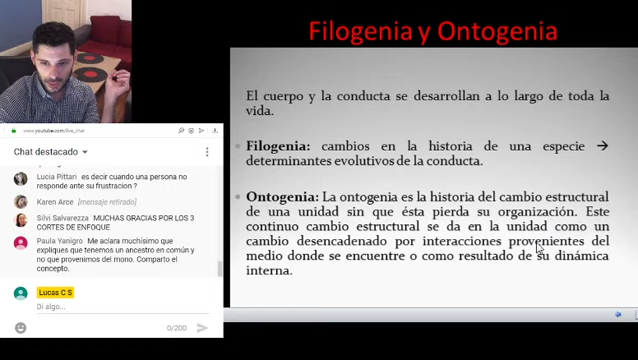 Filogenia y Ontogenia
El cuerpo y la conducta se desarrollan a lo largo de toda la
vida.
Filogenia: cambios en la historia de una especie →
determinantes evolutivos de la conducta.
Ontogenia: La ontogenia es la historia del cambio estructural
de una unidad sin que ésta pierda su organización. Este
continuo cambio estructural se da en la unidad como un
cambio desencadenado por interacciones provenientes del
medio donde se encuentre o como resultado de su dinámica
interna.
www.youtube.com/live_chat
Chat destacado
Lucia Pittari es decir cuando una persona no
responde ante su frustracion ?
Karen Arce [mensaje retirado]
Silvi Salvarezza MUCHAS GRACIAS POR LOS 3
CORTES DE ENFOQUE
Paula Yanigro Me aclara muchísimo que
expliques que tenemos un ancestro en común y
no que provenimos del mono. Comparto el
concepto.
Lucas C S
Di algo...
0/200